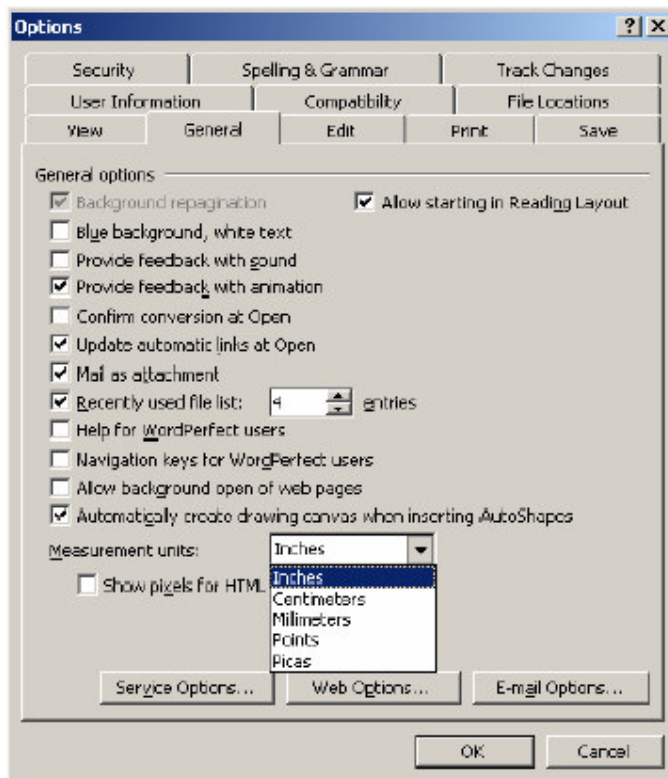 Options
Security Spelling & Grammar Track Changes
User Information Compatibility File Locations
View General Edit Print Save
General options
Background repagination Allow starting in Reading Layout
Blue background, white text
Provide feedback with sound
Provide feedback with animation
Confirm conversion at Open
Update automatic links at Open
Mail as attachment
Recently used file list: 4 entries
Help for WordPerfect users
Navigation keys for WordPerfect users
Allow background open of web pages
Automatically create drawing canvas when inserting AutoShapes
Measurement units: Inches
Show pixels for HTML Inches
Centimeters
Milimeters
Points
Picas
Service Options... Web Options... E-mail Options...
OK Cancel